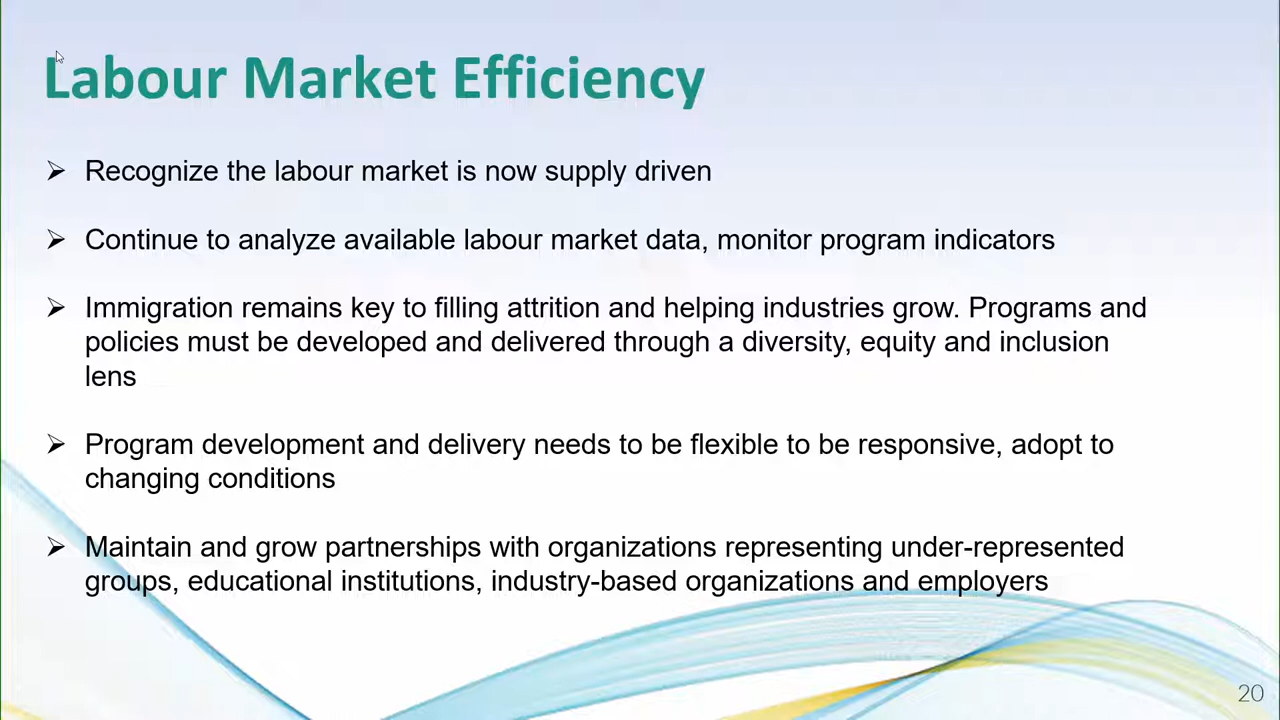 Labour Market Efficiency
➢ Recognize the labour market is now supply driven
➢ Continue to analyze available labour market data, monitor program indicators
➢ Immigration remains key to filling attrition and helping industries grow. Programs and
policies must be developed and delivered through a diversity, equity and inclusion
lens
➢ Program development and delivery needs to be flexible to be responsive, adopt to
changing conditions
➢ Maintain and grow partnerships with organizations representing under-represented
groups, educational institutions, industry-based organizations and employers
20